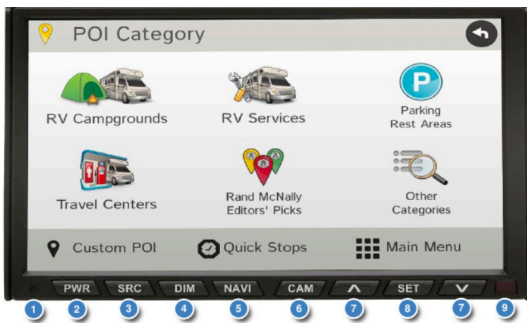 POI Category
RV Campgrounds
RV Services
P
Parking
Rest Areas
Travel Centers
Rand McNally
Editors' Picks
Other
Categories
Custom POI
Quick Stops
Main Menu
PWR SRC DIM NAVI CAM SET
1 2 3 4 5 6 7 8 7 9